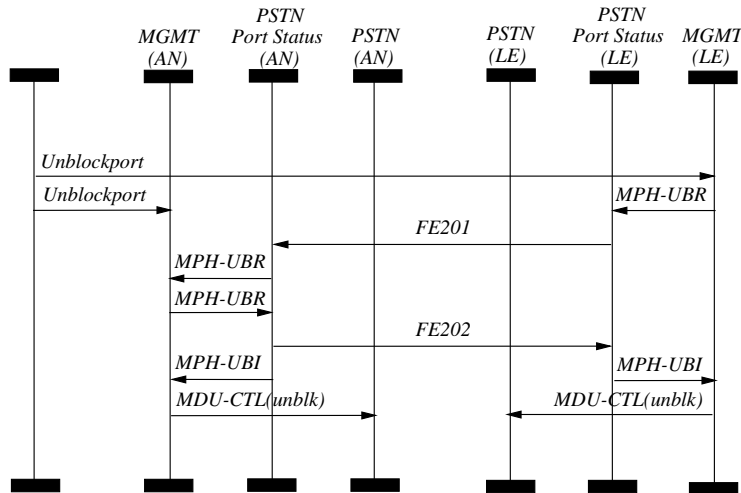 MGMT
(AN)
PSTN
Port Status
(AN)
PSTN
(AN)
PSTN
(LE)
PSTN
Port Status
(LE)
MGMT
(LE)
Unblockport
Unblockport
MPH-UBR
FE201
MPH-UBR
MPH-UBR
FE202
MPH-UBI
MPH-UBI
MDU-CTL(unblk)
MDU-CTL(unblk)